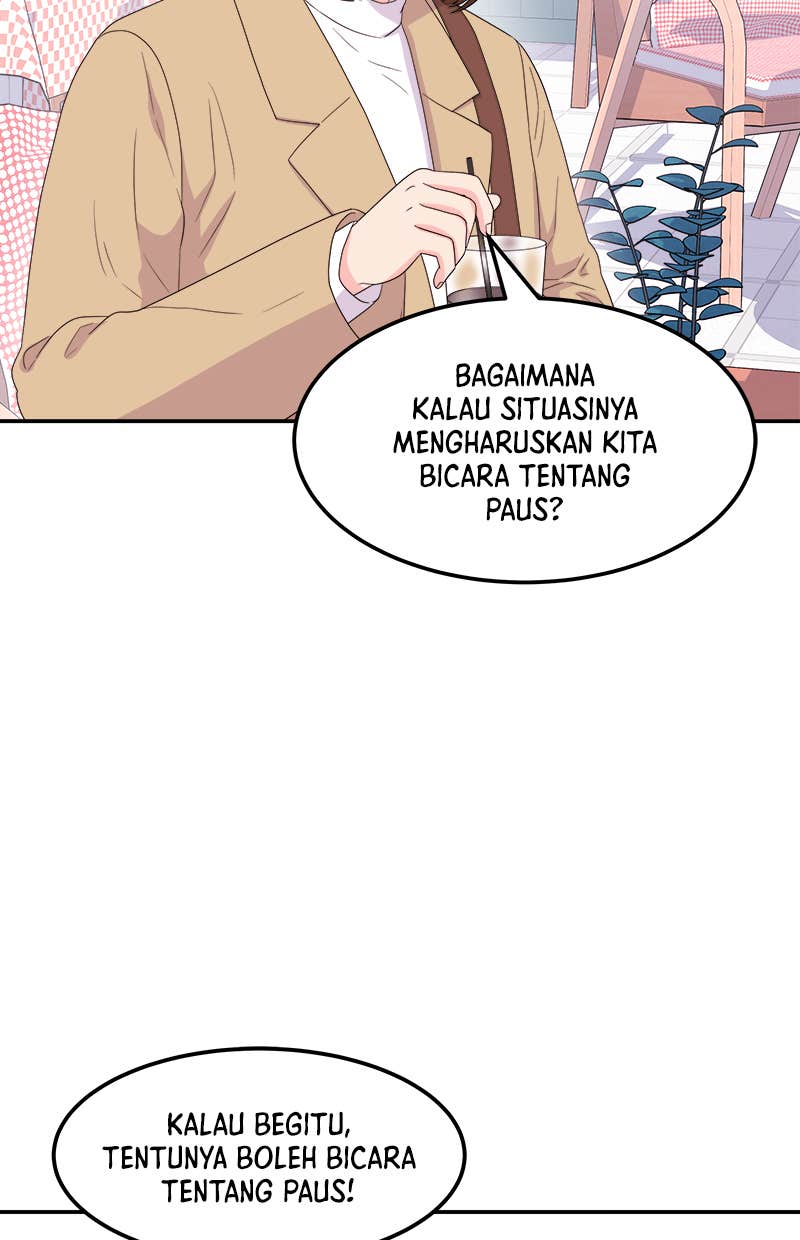 BAGAIMANA
KALAU SITUASINYA
MENGHARUSKAN KITA
BICARA TENTANG
PAUS?
KALAU BEGITU,
TENTUNYA BOLEH BICARA
TENTANG PAUS!